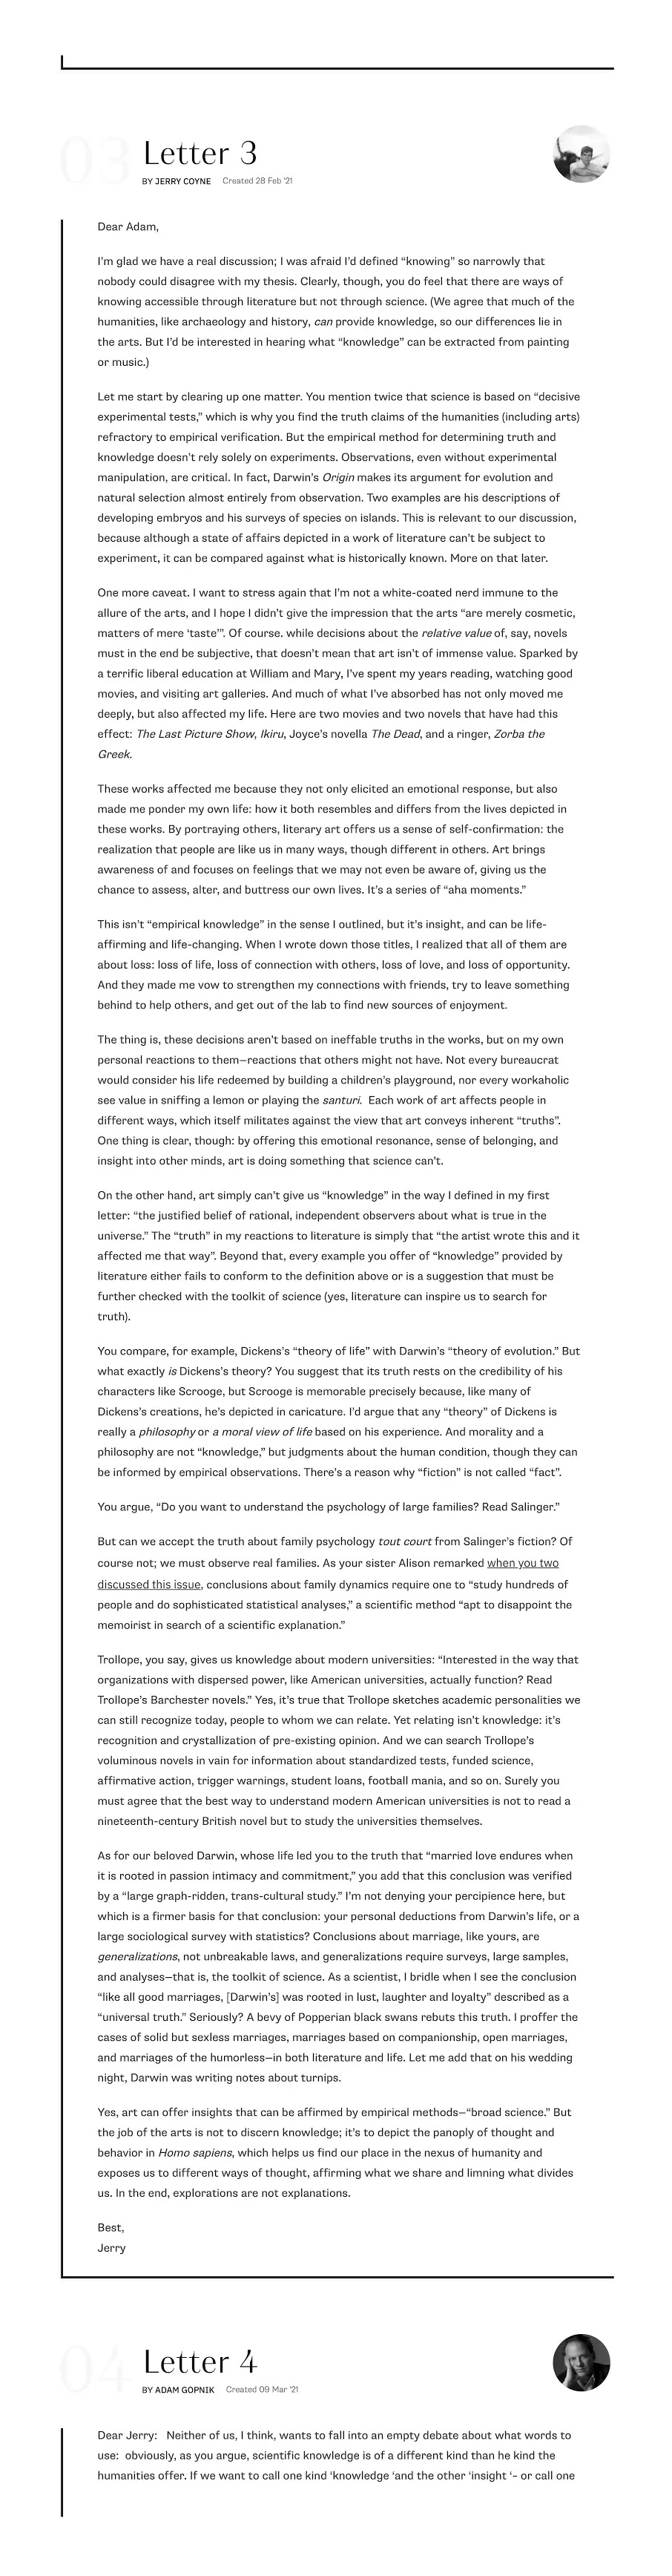 03
Letter 3
BY JERRY COYNE Created 28 Feb '21
Dear Adam,
I’m glad we have a real discussion; I was afraid I’d defined “knowing” so narrowly that
nobody could disagree with my thesis. Clearly, though, you do feel that there are ways of
knowing accessible through literature but not through science. (We agree that much of the
humanities, like archaeology and history, can provide knowledge, so our differences lie in
the arts. But I’d be interested in hearing what “knowledge” can be extracted from painting
or music.)
Let me start by clearing up one matter. You mention twice that science is based on “decisive
experimental tests,” which is why you find the truth claims of the humanities (including arts)
refractory to empirical verification. But the empirical method for determining truth and
knowledge doesn’t rely solely on experiments. Observations, even without experimental
manipulation, are critical. In fact, Darwin’s Origin makes its argument for evolution and
natural selection almost entirely from observation. Two examples are his descriptions of
developing embryos and his surveys of species on islands. This is relevant to our discussion,
because although a state of affairs depicted in a work of literature can’t be subject to
experiment, it can be compared against what is historically known. More on that later.
One more caveat. I want to stress again that I’m not a white-coated nerd immune to the
allure of the arts, and I hope I didn’t give the impression that the arts “are merely cosmetic,
matters of mere ‘taste’”. Of course. while decisions about the relative value of, say, novels
must in the end be subjective, that doesn’t mean that art isn’t of immense value. Sparked by
a terrific liberal education at William and Mary, I’ve spent my years reading, watching good
movies, and visiting art galleries. And much of what I’ve absorbed has not only moved me
deeply, but also affected my life. Here are two movies and two novels that have had this
effect: The Last Picture Show, Ikiru, Joyce’s novella The Dead, and a ringer, Zorba the
Greek.
These works affected me because they not only elicited an emotional response, but also
made me ponder my own life: how it both resembles and differs from the lives depicted in
these works. By portraying others, literary art offers us a sense of self-confirmation: the
realization that people are like us in many ways, though different in others. Art brings
awareness of and focuses on feelings that we may not even be aware of, giving us the
chance to assess, alter, and buttress our own lives. It’s a series of “aha moments.”
This isn’t “empirical knowledge” in the sense I outlined, but it’s insight, and can be life-
affirming and life-changing. When I wrote down those titles, I realized that all of them are
about loss: loss of life, loss of connection with others, loss of love, and loss of opportunity.
And they made me vow to strengthen my connections with friends, try to leave something
behind to help others, and get out of the lab to find new sources of enjoyment.
The thing is, these decisions aren’t based on ineffable truths in the works, but on my own
personal reactions to them—reactions that others might not have. Not every bureaucrat
would consider his life redeemed by building a children’s playground, nor every workaholic
see value in sniffing a lemon or playing the santuri. Each work of art affects people in
different ways, which itself militates against the view that art conveys inherent “truths”.
One thing is clear, though: by offering this emotional resonance, sense of belonging, and
insight into other minds, art is doing something that science can’t.
On the other hand, art simply can’t give us “knowledge” in the way I defined in my first
letter: “the justified belief of rational, independent observers about what is true in the
universe.” The “truth” in my reactions to literature is simply that “the artist wrote this and it
affected me that way”. Beyond that, every example you offer of “knowledge” provided by
literature either fails to conform to the definition above or is a suggestion that must be
further checked with the toolkit of science (yes, literature can inspire us to search for
truth).
You compare, for example, Dickens’s “theory of life” with Darwin’s “theory of evolution.” But
what exactly is Dickens’s theory? You suggest that its truth rests on the credibility of his
characters like Scrooge, but Scrooge is memorable precisely because, like many of
Dickens’s creations, he’s depicted in caricature. I’d argue that any “theory” of Dickens is
really a philosophy or a moral view of life based on his experience. And morality and a
philosophy are not “knowledge,” but judgments about the human condition, though they can
be informed by empirical observations. There’s a reason why “fiction” is not called “fact”.
You argue, “Do you want to understand the psychology of large families? Read Salinger.”
But can we accept the truth about family psychology tout court from Salinger’s fiction? Of
course not; we must observe real families. As your sister Alison remarked when you two
discussed this issue, conclusions about family dynamics require one to “study hundreds of
people and do sophisticated statistical analyses,” a scientific method “apt to disappoint the
memoirist in search of a scientific explanation.”
Trollope, you say, gives us knowledge about modern universities: “Interested in the way that
organizations with dispersed power, like American universities, actually function? Read
Trollope’s Barchester novels.” Yes, it’s true that Trollope sketches academic personalities we
can still recognize today, people to whom we can relate. Yet relating isn’t knowledge: it’s
recognition and crystallization of pre-existing opinion. And we can search Trollope’s
voluminous novels in vain for information about standardized tests, funded science,
affirmative action, trigger warnings, student loans, football mania, and so on. Surely you
must agree that the best way to understand modern American universities is not to read a
nineteenth-century British novel but to study the universities themselves.
As for our beloved Darwin, whose life led you to the truth that “married love endures when
it is rooted in passion intimacy and commitment,” you add that this conclusion was verified
by a “large graph-ridden, trans-cultural study.” I’m not denying your percipience here, but
which is a firmer basis for that conclusion: your personal deductions from Darwin’s life, or a
large sociological survey with statistics? Conclusions about marriage, like yours, are
generalizations, not unbreakable laws, and generalizations require surveys, large samples,
and analyses—that is, the toolkit of science. As a scientist, I bridle when I see the conclusion
“like all good marriages, [Darwin’s] was rooted in lust, laughter and loyalty” described as a
“universal truth.” Seriously? A bevy of Popperian black swans rebuts this truth. I proffer the
cases of solid but sexless marriages, marriages based on companionship, open marriages,
and marriages of the humorless—in both literature and life. Let me add that on his wedding
night, Darwin was writing notes about turnips.
Yes, art can offer insights that can be affirmed by empirical methods—“broad science.” But
the job of the arts is not to discern knowledge; it’s to depict the panoply of thought and
behavior in Homo sapiens, which helps us find our place in the nexus of humanity and
exposes us to different ways of thought, affirming what we share and limning what divides
us. In the end, explorations are not explanations.
Best,
Jerry
04
Letter 4
BY ADAM GOPNIK Created 09 Mar '21
Dear Jerry: Neither of us, I think, wants to fall into an empty debate about what words to
use: obviously, as you argue, scientific knowledge is of a different kind than he kind the
humanities offer. If we want to call one kind ‘knowledge ‘and the other ‘insight ‘– or call one